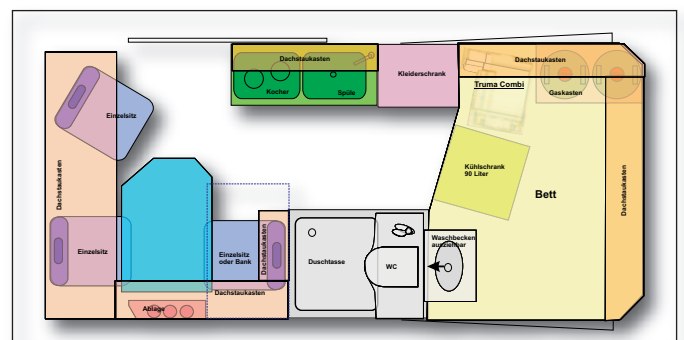 Dachstaukasten
Dachstaukasten
Kleiderschrank
Kocher
Spüle
Truma Combi
Gaskasten
Einzelsitz
Dachstaukasten
Kühlschrank
90 Liter
Bett
Dachstaukasten
Einzelsitz
Einzelsitz
oder Bank
Dachstaukasten
Duschtasse
WC
Waschbecken
ausziehbar
Dachstaukasten
Ablage